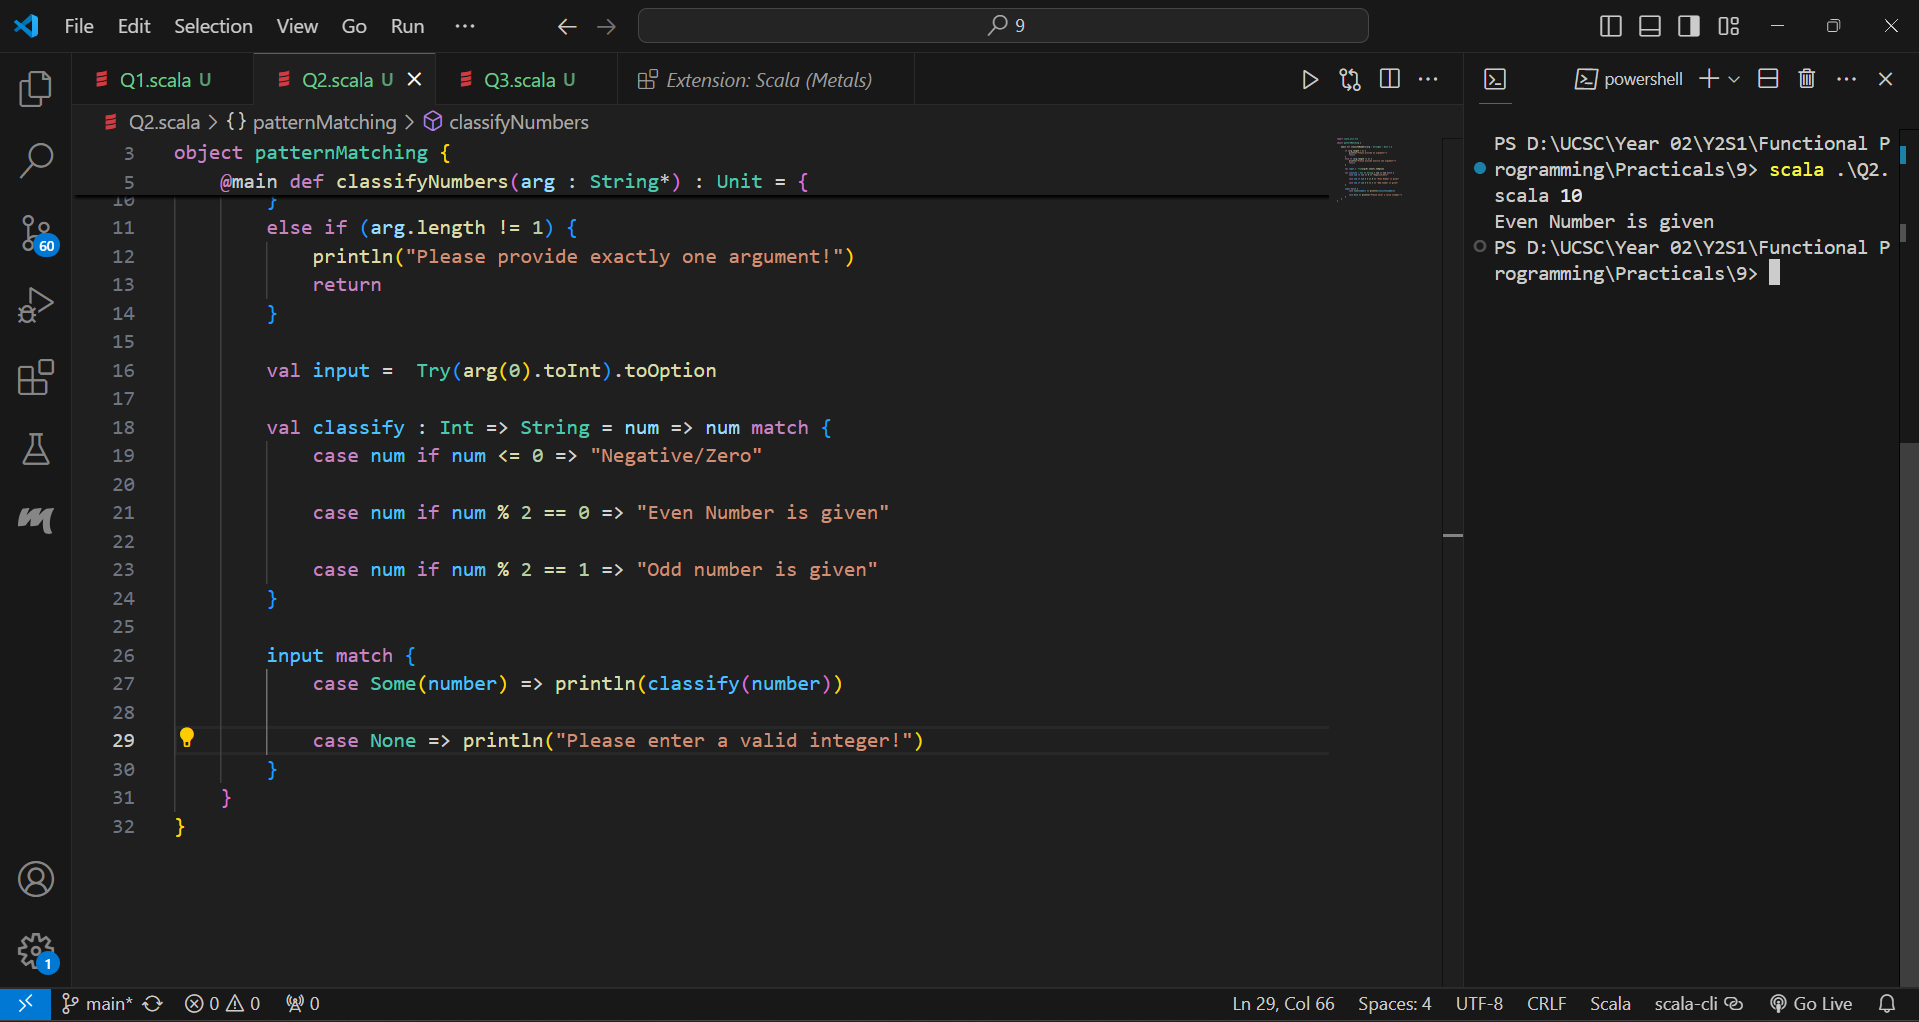 File Edit Selection View Go Run ··· 9
Q1.scala U Q2.scala U Q3.scala U Extension: Scala (Metals)
Q2.scala > {} patternMatching > classifyNumbers
3 object patternMatching {
5 @main def classifyNumbers(arg : String*) : Unit = {
10 }
11 else if (arg.length != 1) {
12 println("Please provide exactly one argument!")
13 return
14 }
15
16 val input =  Try(arg(0).toInt).toOption
17
18 val classify : Int => String = num => num match {
19 case num if num <= 0 => "Negative/Zero"
20
21 case num if num % 2 == 0 => "Even Number is given"
22
23 case num if num % 2 == 1 => "Odd number is given"
24 }
25
26 input match {
27 case Some(number) => println(classify(number))
28
29 case None => println("Please enter a valid integer!")
30 }
31 }
32 }
powershell
PS D:\UCSC\Year 02\Y2S1\Functional P
rogramming\Practicals\9> scala .\Q2.
scala 10
Even Number is given
PS D:\UCSC\Year 02\Y2S1\Functional P
rogramming\Practicals\9>
60
1
main* 0 0 0 Ln 29, Col 66 Spaces: 4 UTF-8 CRLF Scala scala-cli Go Live